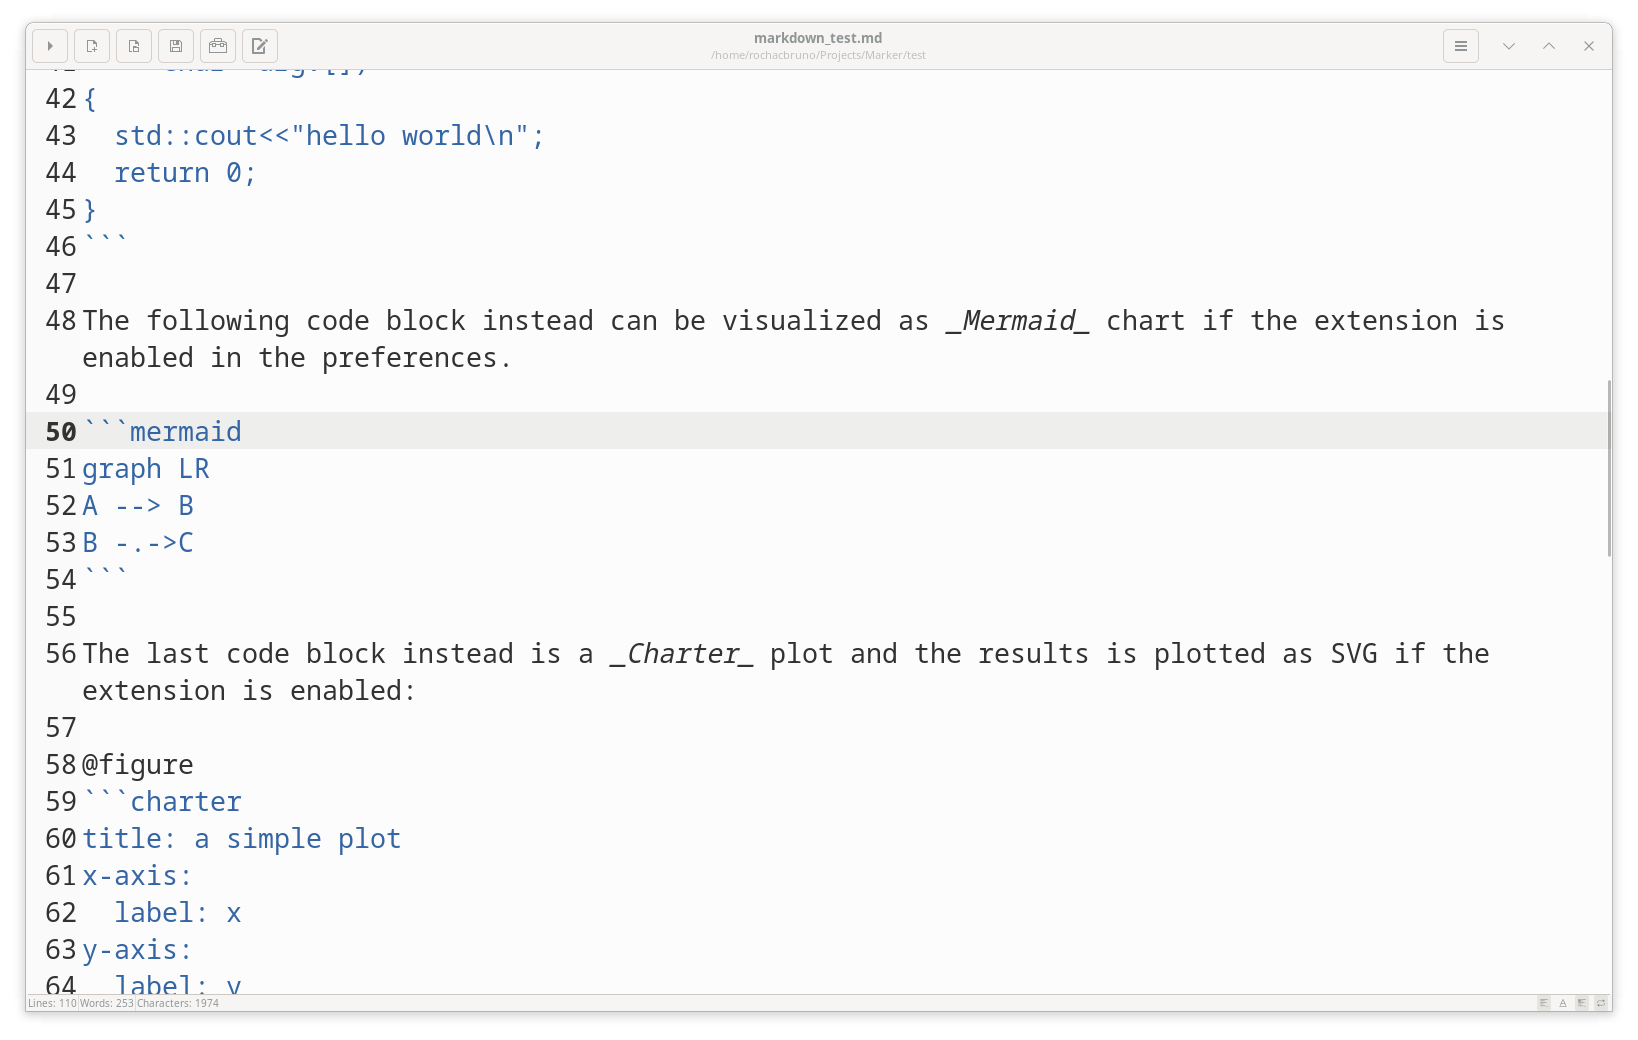 markdown_test.md
/home/rochacbruno/Projects/Marker/test
42 {
43   std::cout<<"hello world\n";
44   return 0;
45 }
46 ```
47
48 The following code block instead can be visualized as _Mermaid_ chart if the extension is
enabled in the preferences.
49
50 ```mermaid
51 graph LR
52 A --> B
53 B -.->C
54 ```
55
56 The last code block instead is a _Charter_ plot and the results is plotted as SVG if the
extension is enabled:
57
58 @figure
59 ```charter
60 title: a simple plot
61 x-axis:
62   label: x
63 y-axis:
64   label: y
Lines: 110 Words: 253 Characters: 1974